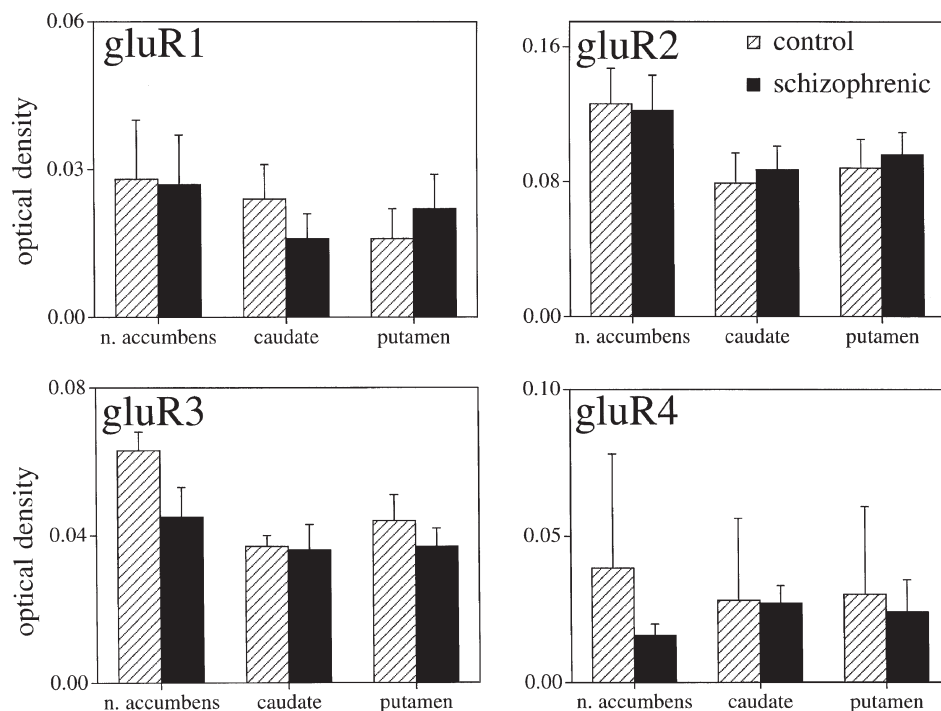 gluR1
0.06
0.03
0.00
optical density
n. accumbens caudate putamen
gluR2
control
schizophrenic
0.16
0.08
0.00
n. accumbens caudate putamen
gluR3
0.08
0.04
0.00
optical density
n. accumbens caudate putamen
gluR4
0.10
0.05
0.00
n. accumbens caudate putamen